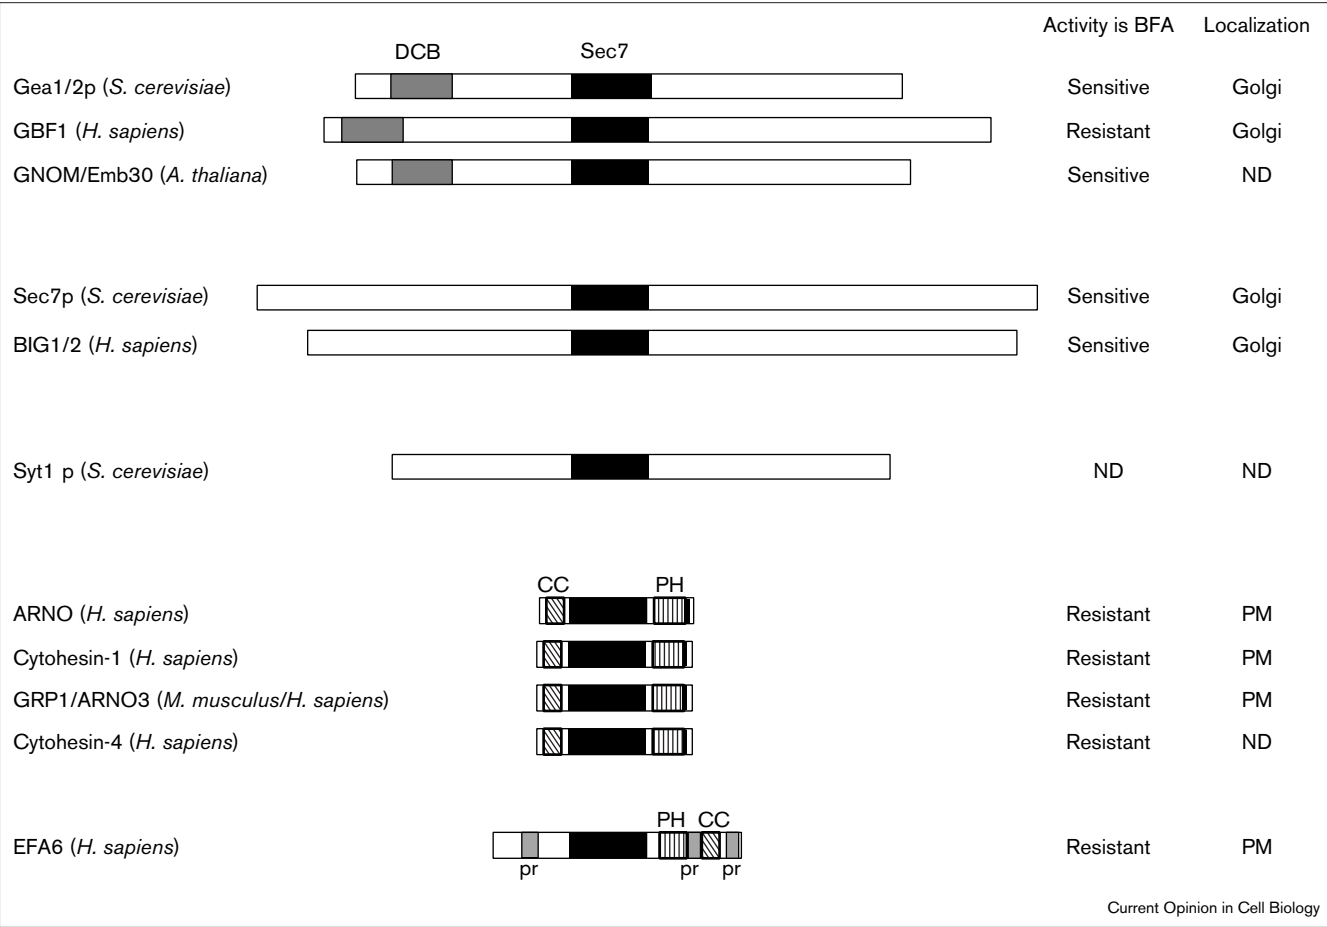 Activity is BFA Localization
DCB Sec7
Gea1/2p (S. cerevisiae) Sensitive Golgi
GBF1 (H. sapiens) Resistant Golgi
GNOM/Emb30 (A. thaliana) Sensitive ND
Sec7p (S. cerevisiae) Sensitive Golgi
BIG1/2 (H. sapiens) Sensitive Golgi
Syt1 p (S. cerevisiae) ND ND
CC PH
ARNO (H. sapiens) Resistant PM
Cytohesin-1 (H. sapiens) Resistant PM
GRP1/ARNO3 (M. musculus/H. sapiens) Resistant PM
Cytohesin-4 (H. sapiens) Resistant ND
PH CC
EFA6 (H. sapiens) Resistant PM
pr pr pr
Current Opinion in Cell Biology